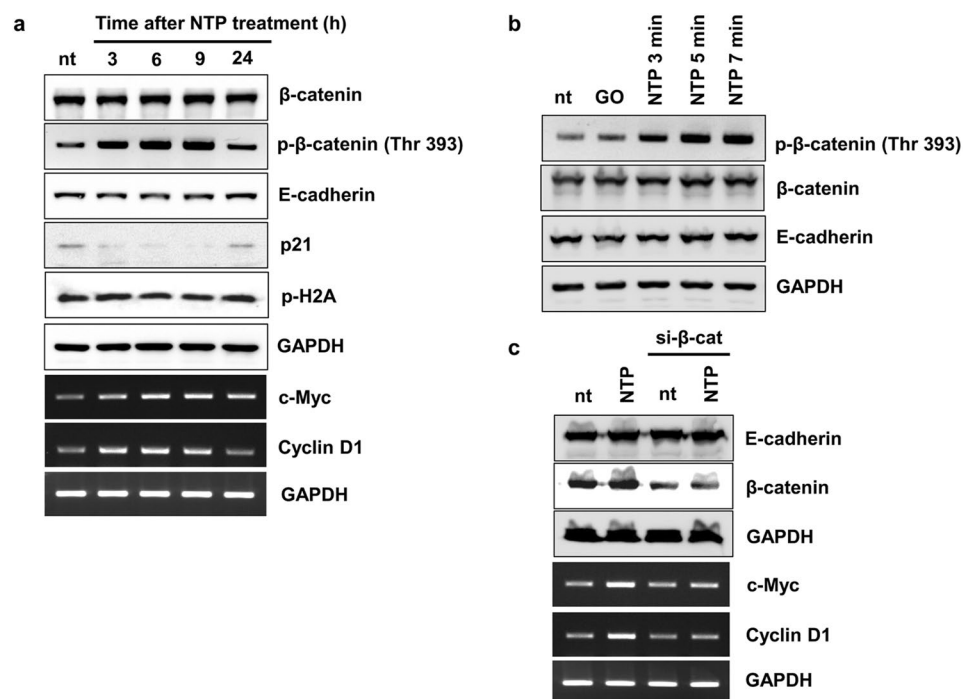 a
Time after NTP treatment (h)
nt 3 6 9 24
β-catenin
p-β-catenin (Thr 393)
E-cadherin
p21
p-H2A
GAPDH
c-Myc
Cyclin D1
GAPDH
b
nt GO NTP 3 min NTP 5 min NTP 7 min
p-β-catenin (Thr 393)
β-catenin
E-cadherin
GAPDH
c
si-β-cat
nt NTP nt NTP
E-cadherin
β-catenin
GAPDH
c-Myc
Cyclin D1
GAPDH